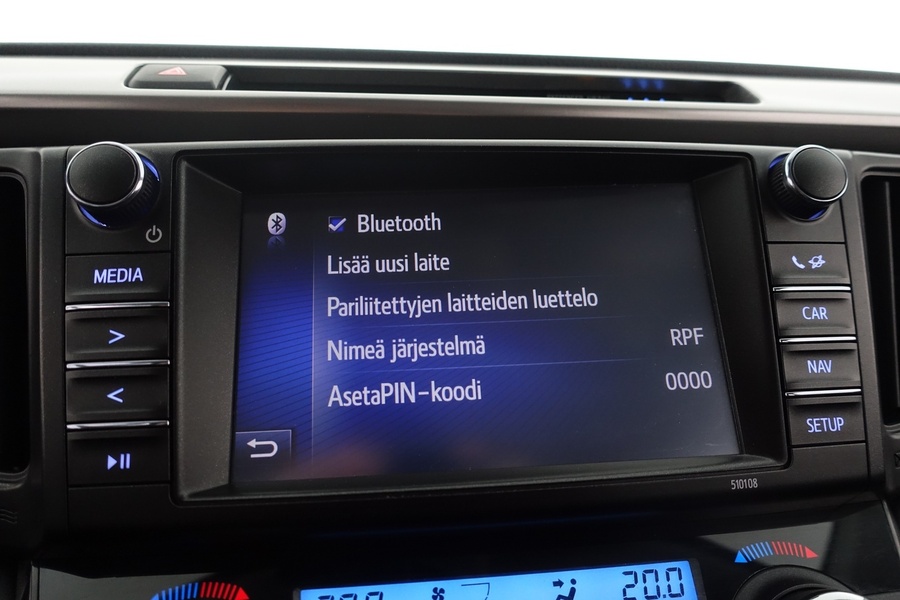 Bluetooth
Lisää uusi laite
Pariliitettyjen laitteiden luettelo
Nimeä järjestelmä RPF
AsetaPIN-koodi 0000
MEDIA
>
<
CAR
NAV
SETUP
510108
20.0